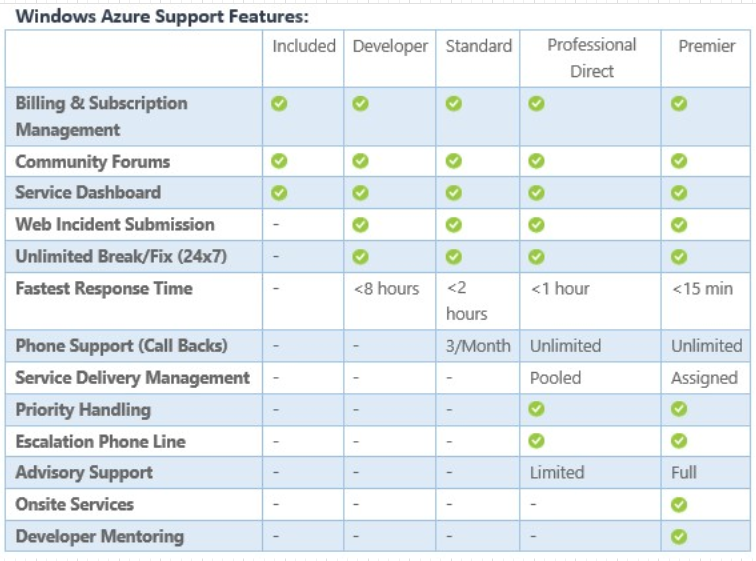 Windows Azure Support Features:
Included Developer Standard Professional Direct Premier
Billing & Subscription Management
Community Forums
Service Dashboard
Web Incident Submission -
Unlimited Break/Fix (24x7) -
Fastest Response Time - <8 hours <2 hours <1 hour <15 min
Phone Support (Call Backs) - - 3/Month Unlimited Unlimited
Service Delivery Management - - - Pooled Assigned
Priority Handling - - -
Escalation Phone Line - - -
Advisory Support - - - Limited Full
Onsite Services - - - -
Developer Mentoring - - - -